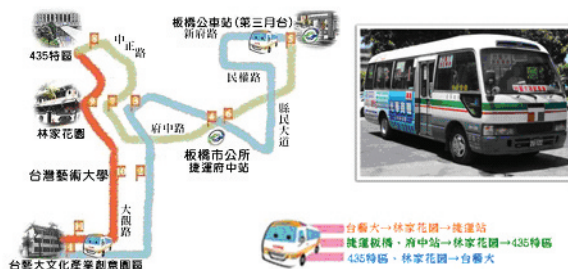 板橋公車站(第三月台)
新府路
中正路
435特區
民權路
林家花園
府中路
縣民大道
板橋市公所
捷運府中站
台灣藝術大學
大觀路
台藝大文化產業創意園區
台藝大→林家花園→捷運站
捷運板橋、府中站→林家花園→435特區
435特區、林家花園→台藝大